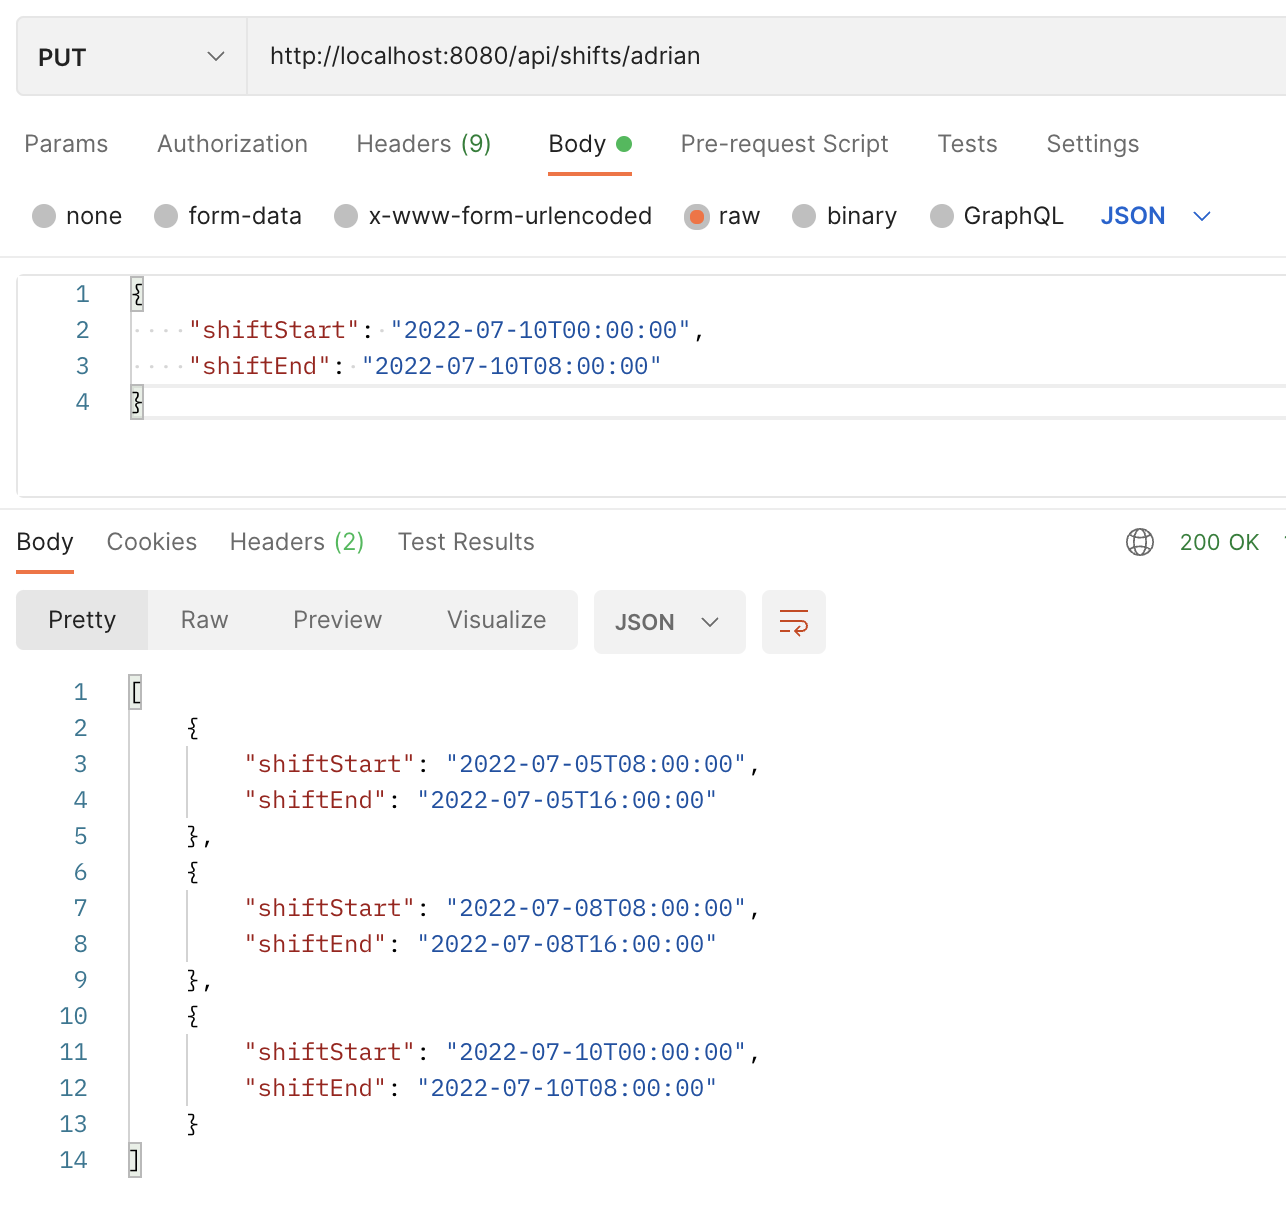 PUT http://localhost:8080/api/shifts/adrian
Params Authorization Headers (9) Body Pre-request Script Tests Settings
none form-data x-www-form-urlencoded raw binary GraphQL JSON
1 {
2 "shiftStart": "2022-07-10T00:00:00",
3 "shiftEnd": "2022-07-10T08:00:00"
4 }
Body Cookies Headers (2) Test Results 200 OK
Pretty Raw Preview Visualize JSON
1 [
2 {
3 "shiftStart": "2022-07-05T08:00:00",
4 "shiftEnd": "2022-07-05T16:00:00"
5 },
6 {
7 "shiftStart": "2022-07-08T08:00:00",
8 "shiftEnd": "2022-07-08T16:00:00"
9 },
10 {
11 "shiftStart": "2022-07-10T00:00:00",
12 "shiftEnd": "2022-07-10T08:00:00"
13 }
14 ]